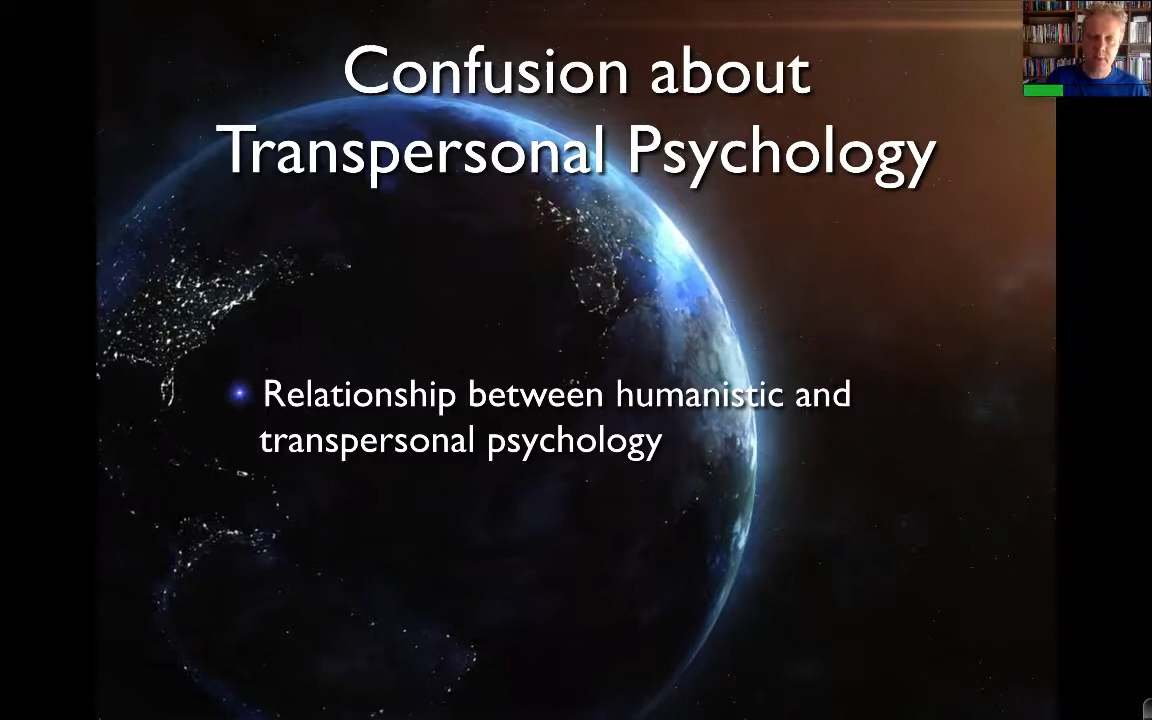 Confusion about
Transpersonal Psychology
Relationship between humanistic and
transpersonal psychology